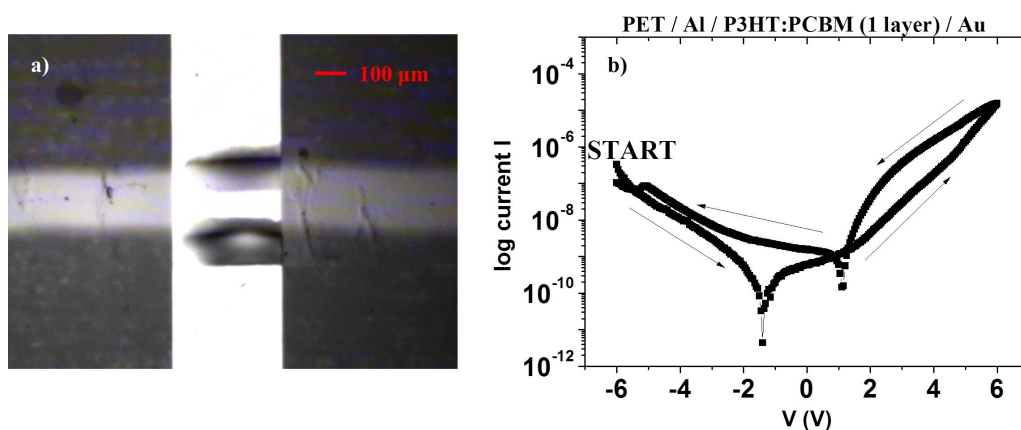 a)
100 μm
PET / Al / P3HT:PCBM (1 layer) / Au
b)
START
log current I
10⁻⁴
10⁻⁶
10⁻⁸
10⁻¹⁰
10⁻¹²
-6 -4 -2 0 2 4 6
V (V)